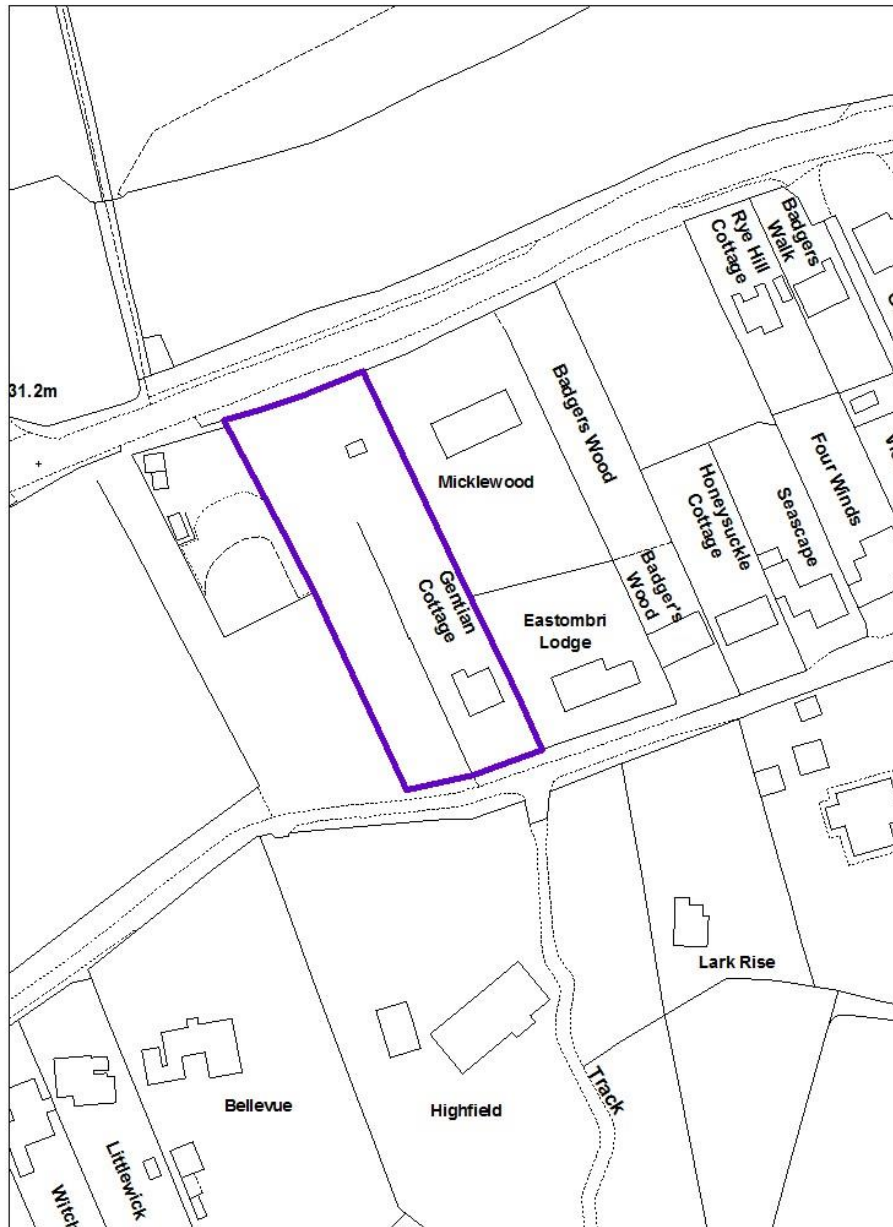 Badgers
Walk
Rye Hill
Cottage
31.2m
Badgers Wood
Micklewood
Honeysuckle
Cottage
Four Winds
Seascape
Gentian
Cottage
Badger's
Wood
Eastombri
Lodge
Lark Rise
Track
Bellevue
Highfield
Littlewick
Witch